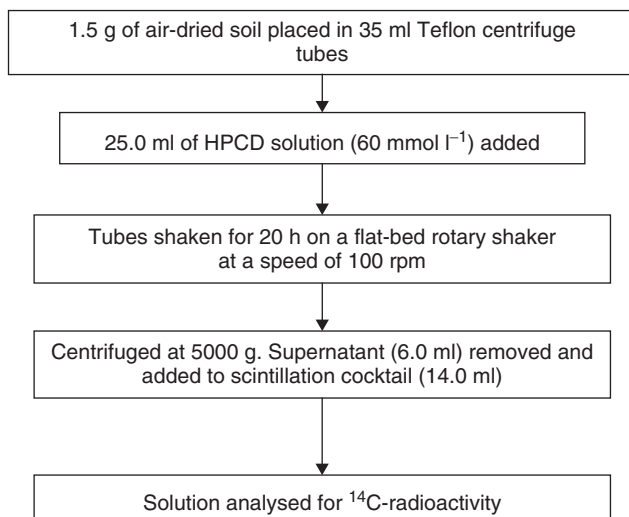 1.5 g of air-dried soil placed in 35 ml Teflon centrifuge
tubes
25.0 ml of HPCD solution (60 mmol l⁻¹) added
Tubes shaken for 20 h on a flat-bed rotary shaker
at a speed of 100 rpm
Centrifuged at 5000 g. Supernatant (6.0 ml) removed and
added to scintillation cocktail (14.0 ml)
Solution analysed for ¹⁴C-radioactivity